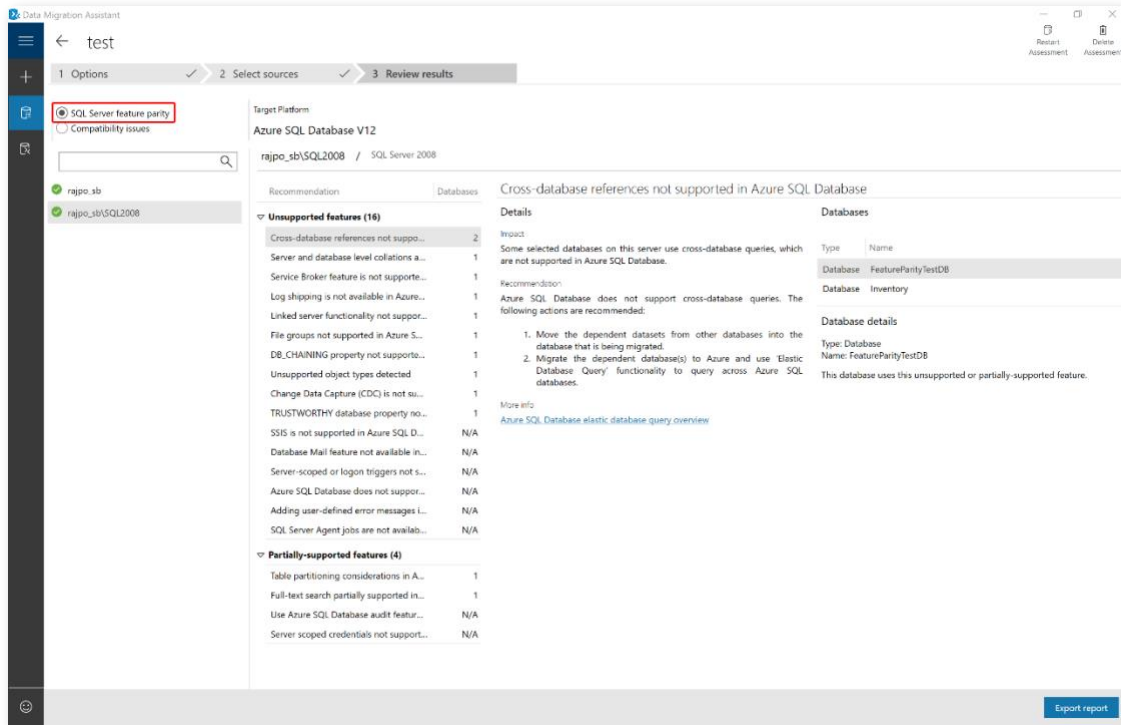 Data Migration Assistant
test
Restart Assessment
Delete Assessment
1 Options
2 Select sources
3 Review results
SQL Server feature parity
Compatibility issues
Target Platform
Azure SQL Database V12
rajpo_sb\SQL2008 / SQL Server 2008
rajpo_sb
rajpo_sb\SQL2008
Recommendation Databases
Unsupported features (16)
Cross-database references not suppo... 2
Server and database level collations a... 1
Service Broker feature is not supporte... 1
Log shipping is not available in Azure... 1
Linked server functionality not suppor... 1
File groups not supported in Azure S... 1
DB_CHAINING property not supporte... 1
Unsupported object types detected 1
Change Data Capture (CDC) is not su... 1
TRUSTWORTHY database property no... 1
SSIS is not supported in Azure SQL D... N/A
Database Mail feature not available in... N/A
Server-scoped or logon triggers not s... N/A
Azure SQL Database does not suppor... N/A
Adding user-defined error messages i... N/A
SQL Server Agent jobs are not availab... N/A
Partially-supported features (4)
Table partitioning considerations in A... 1
Full-text search partially supported in... 1
Use Azure SQL Database audit featur... N/A
Server scoped credentials not support... N/A
Cross-database references not supported in Azure SQL Database
Details
Impact
Some selected databases on this server use cross-database queries, which
are not supported in Azure SQL Database.
Recommendation
Azure SQL Database does not support cross-database queries. The
following actions are recommended:
1. Move the dependent datasets from other databases into the
database that is being migrated.
2. Migrate the dependent database(s) to Azure and use 'Elastic
Database Query' functionality to query across Azure SQL
databases.
More info
Azure SQL Database elastic database query overview
Databases
Type Name
Database FeatureParityTestDB
Database Inventory
Database details
Type: Database
Name: FeatureParityTestDB
This database uses this unsupported or partially-supported feature.
Export report